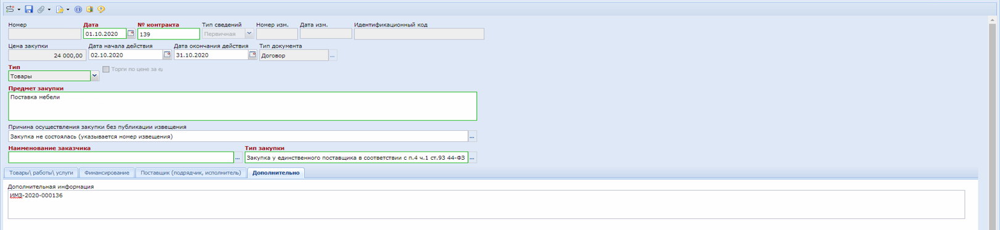 Номер Дата № контракта Тип сведений Номер изм. Дата изм. Идентификационный код
01.10.2020 139 Первичная
Цена закупки Дата начала действия Дата окончания действия Тип документа
24 000,00 02.10.2020 31.10.2020 Договор ...
Тип
Товары Торги по цене за ед
Предмет закупки
Поставка мебели
Причина осуществления закупки без публикации извещения
Закупка не состоялась (указывается номер извещения) ...
Наименование заказчика Тип закупки
... Закупка у единственного поставщика в соответствии с п.4 ч.1 ст.93 44-ФЗ ...
Товары\ работы\ услуги Финансирование Поставщик (подрядчик, исполнитель) Дополнительно
Дополнительная информация
ИМЗ-2020-000136